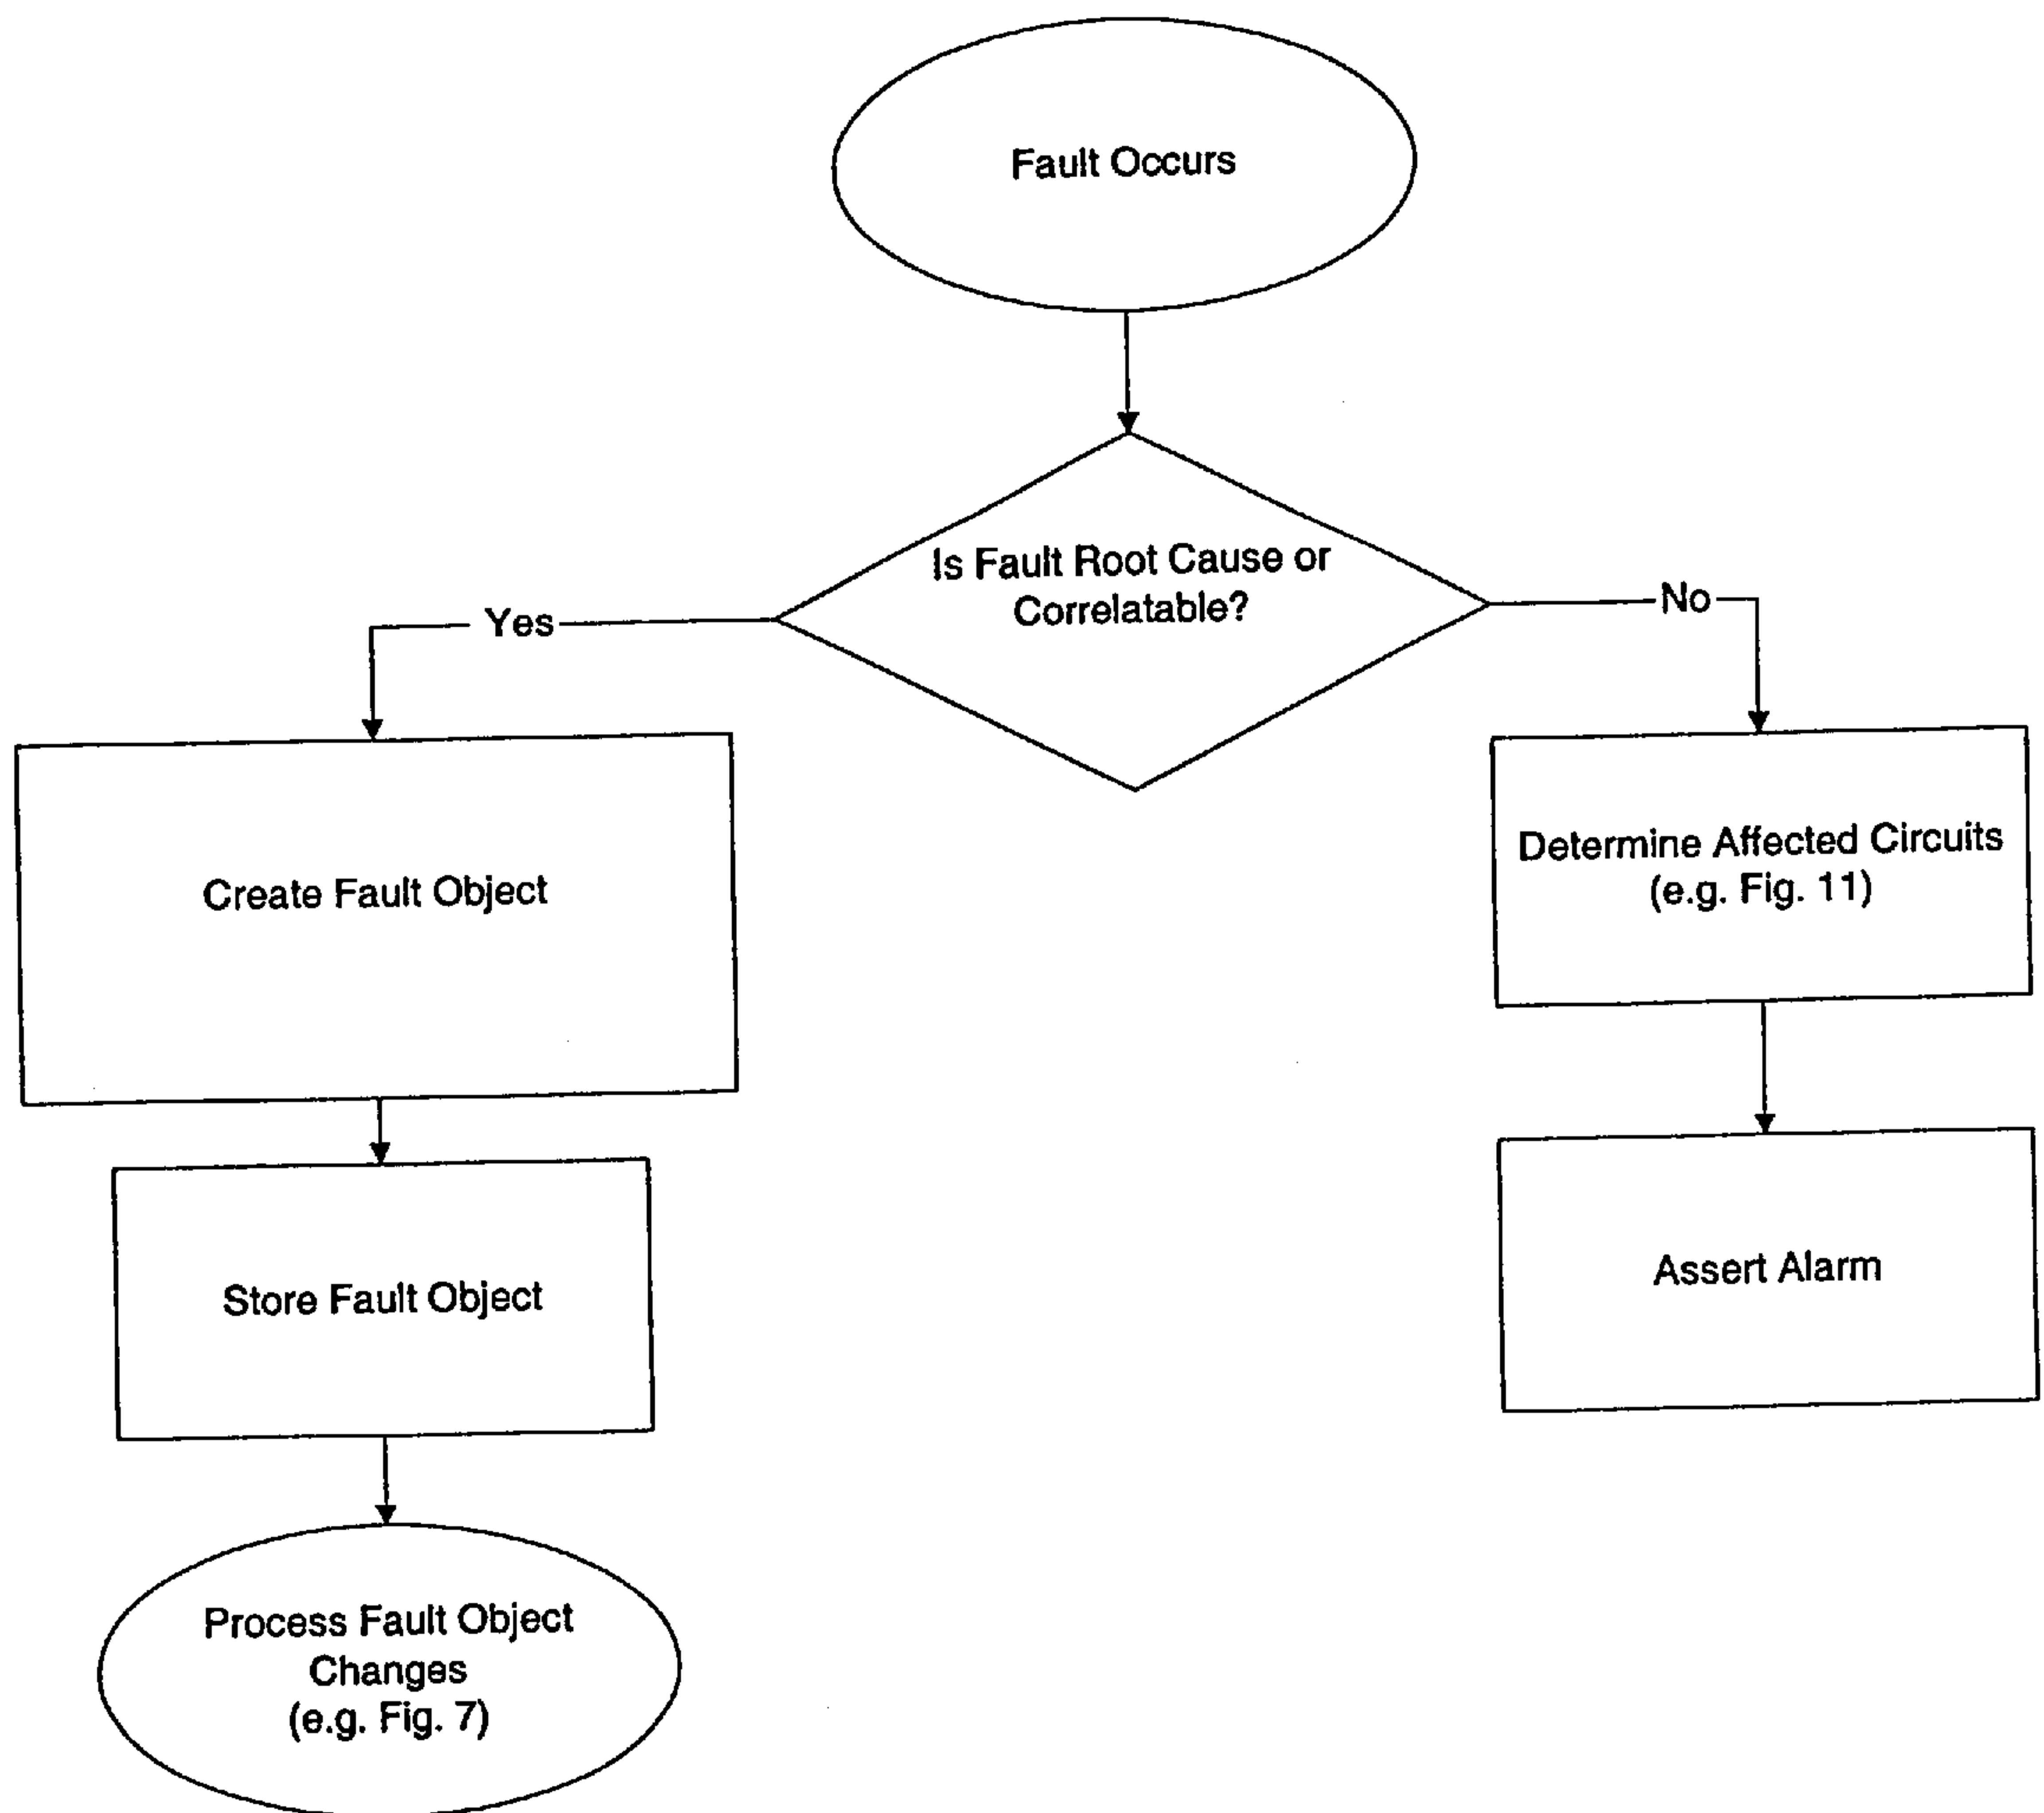 Fault Occurs
Is Fault Root Cause or
Correlatable?
Yes
No
Create Fault Object
Determine Affected Circuits
(e.g. Fig. 11)
Store Fault Object
Assert Alarm
Process Fault Object
Changes
(e.g. Fig. 7)